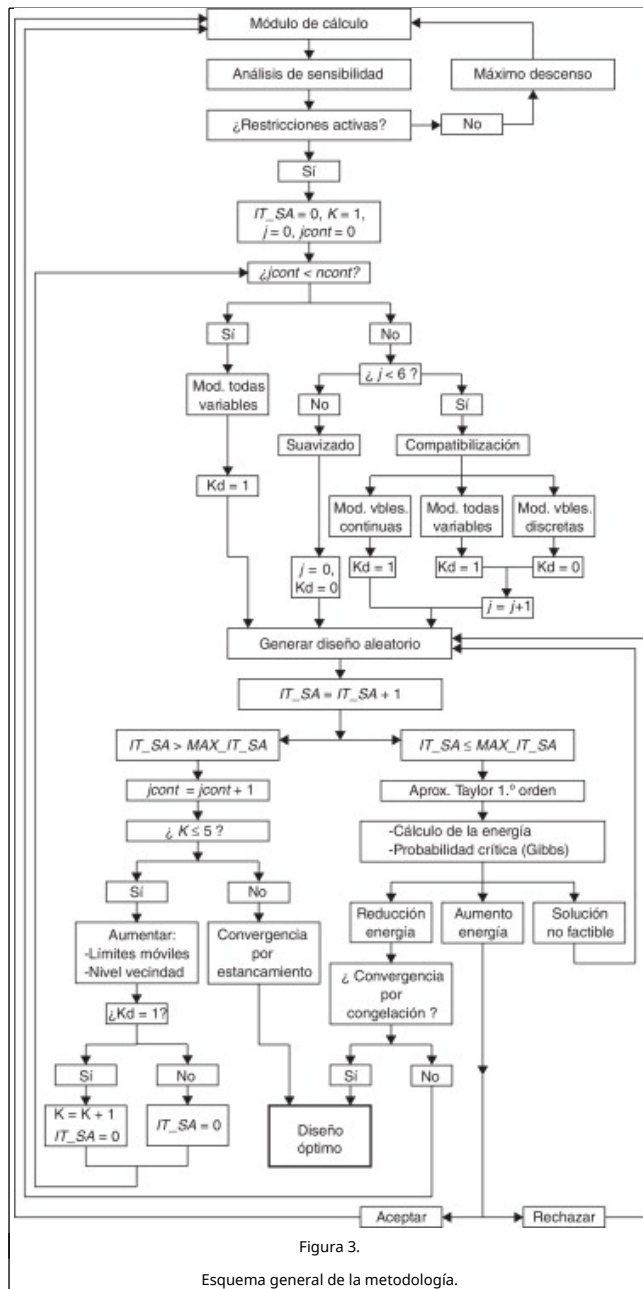 Módulo de cálculo
Análisis de sensibilidad
Máximo descenso
¿Restricciones activas?
No
Sí
IT_SA = 0, K = 1,
j = 0, jcont = 0
¿jcont < ncont?
Sí
No
Mod. todas
variables
¿ j < 6 ?
No
Sí
Suavizado
Compatibilización
Kd = 1
Mod. vbles.
continuas
Mod. todas
variables
Mod. vbles.
discretas
j = 0,
Kd = 0
Kd = 1
Kd = 1
Kd = 0
j = j+1
Generar diseño aleatorio
IT_SA = IT_SA + 1
IT_SA > MAX_IT_SA
IT_SA ≤ MAX_IT_SA
jcont = jcont + 1
Aprox. Taylor 1.º orden
¿ K ≤ 5 ?
-Cálculo de la energía
-Probabilidad crítica (Gibbs)
Sí
No
Reducción
energía
Aumento
energía
Solución
no factible
Aumentar:
-Límites móviles
-Nivel vecindad
Convergencia
por
estancamiento
¿ Convergencia
por
congelación ?
¿Kd = 1?
Sí
No
Sí
No
K = K + 1
IT_SA = 0
IT_SA = 0
Diseño
óptimo
Aceptar
Rechazar
Figura 3.
Esquema general de la metodología.